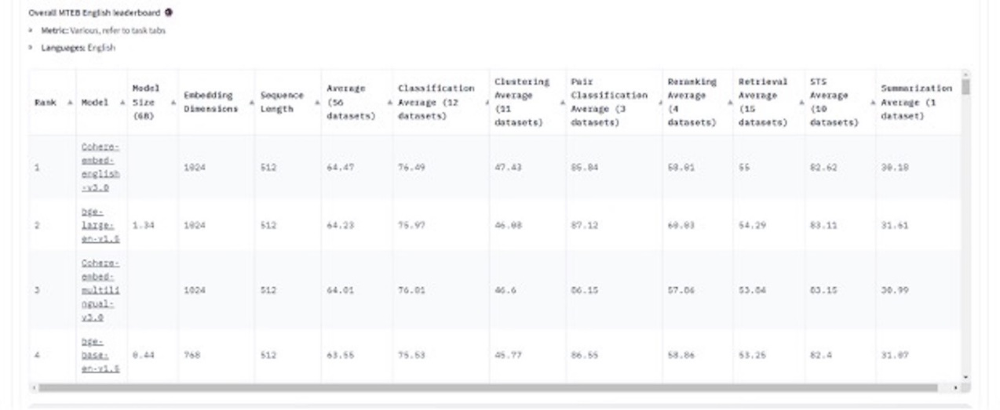 Overall MTEB English leaderboard
Metric: Various, refer to task tabs
Languages: English
Rank Model Model Size (GB) Embedding Dimensions Sequence Length Average (56 datasets) Classification Average (12 datasets) Clustering Average (11 datasets) Pair Classification Average (3 datasets) Reranking Average (4 datasets) Retrieval Average (15 datasets) STS Average (10 datasets) Summarization Average (1 dataset)
1 Cohere-embed-english-v3.0 1024 512 64.47 76.49 47.43 85.84 58.01 55 82.62 30.18
2 bge-large-en-v1.5 1.34 1024 512 64.23 75.97 46.08 87.12 60.03 54.29 83.11 31.61
3 Cohere-embed-multilingual-v3.0 1024 512 64.01 76.01 46.6 86.15 57.86 53.84 83.15 30.99
4 bge-base-en-v1.5 0.44 768 512 63.55 75.53 45.77 86.55 58.86 53.25 82.4 31.07